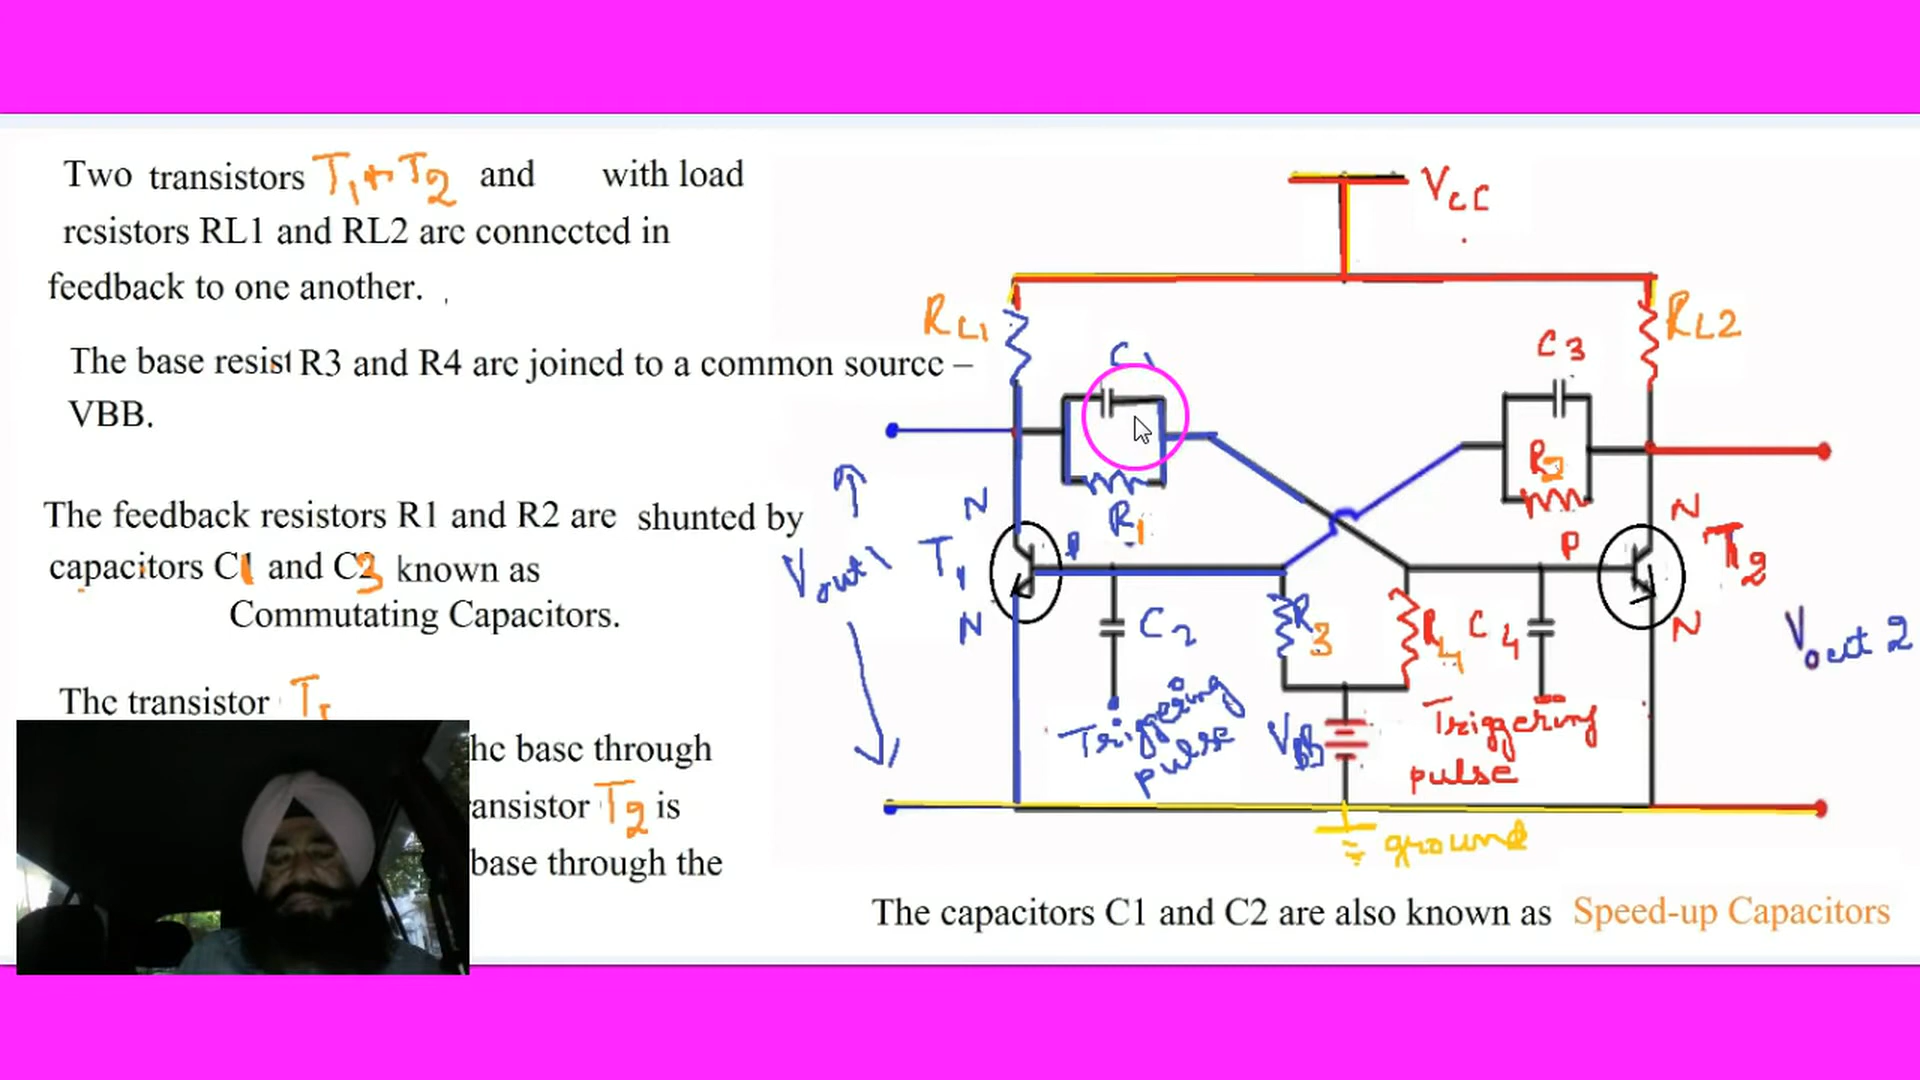 Two transistors T1 + T2 and with load
resistors RL1 and RL2 are connected in
feedback to one another.
The base resist R3 and R4 are joined to a common source –
VBB.
The feedback resistors R1 and R2 are shunted by
capacitors C1 and C3 known as
Commutating Capacitors.
The transistor T1
he base through
ansistor T2 is
base through the
VCC
RL1
RL2
C1
C3
R1
R2
N
P
N
T1
Vout1
N
P
N
T2
Vout 2
C2
R3
R4
C4
Triggering
pulse
VBB
Triggering
pulse
ground
The capacitors C1 and C2 are also known as Speed-up Capacitors